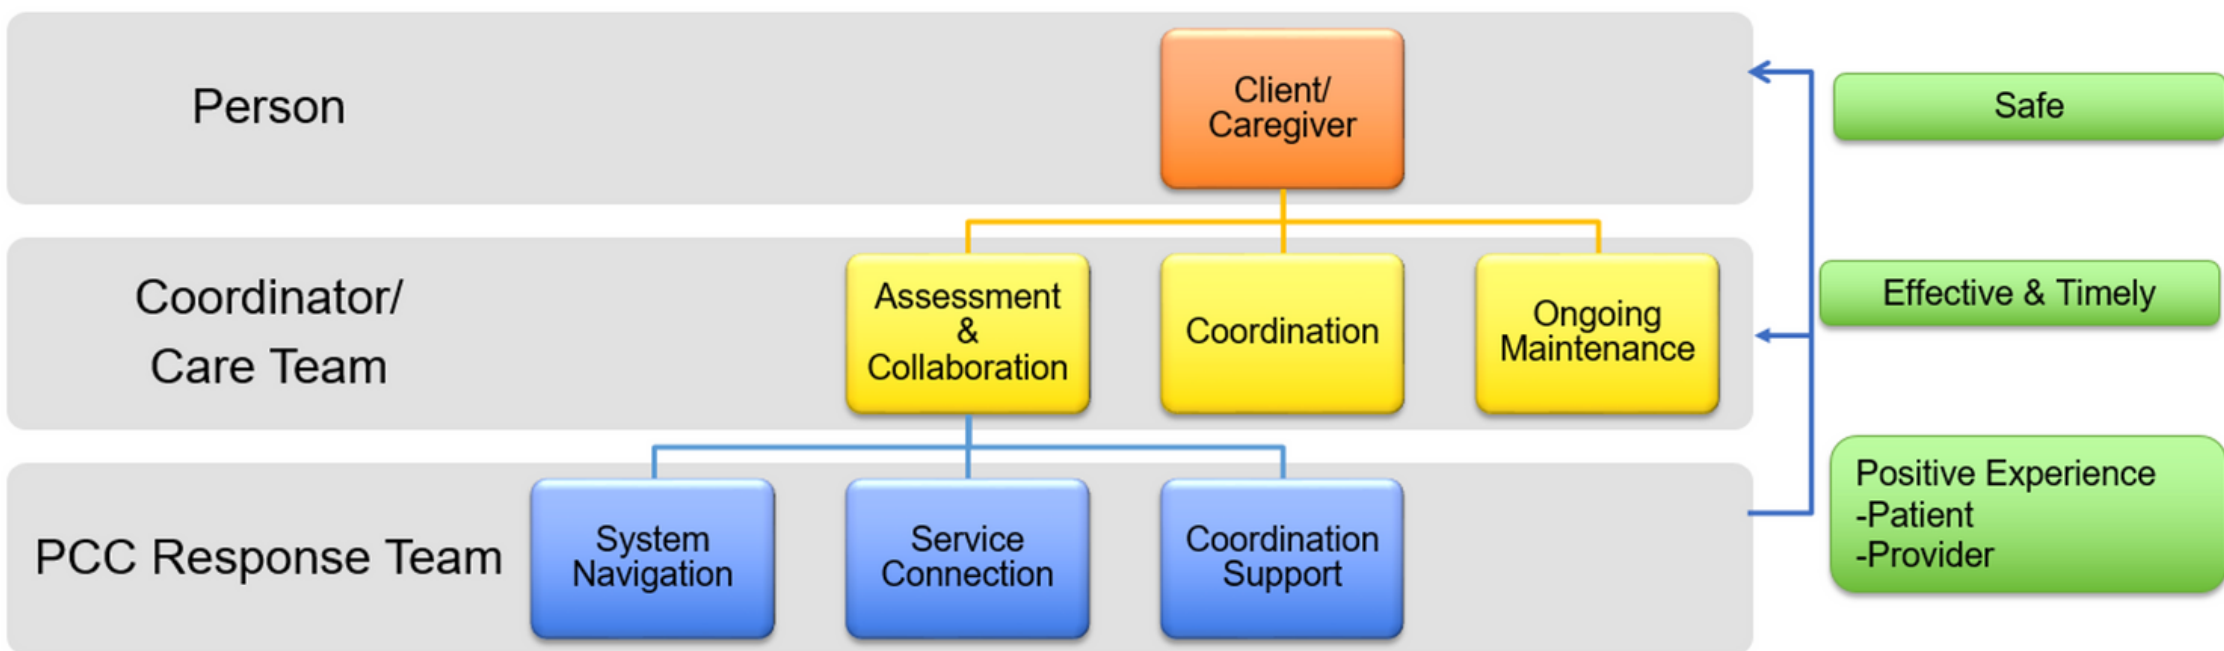 Person
Client/
Caregiver
Safe
Coordinator/
Care Team
Assessment
&
Collaboration
Coordination
Ongoing
Maintenance
Effective & Timely
PCC Response Team
System
Navigation
Service
Connection
Coordination
Support
Positive Experience
-Patient
-Provider